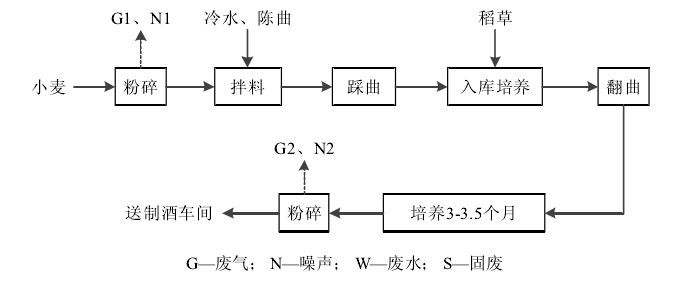 G1、N1
冷水、陈曲
稻草
小麦
粉碎
拌料
踩曲
入库培养
翻曲
G2、N2
送制酒车间
粉碎
培养3-3.5个月
G—废气； N—噪声； W—废水； S—固废